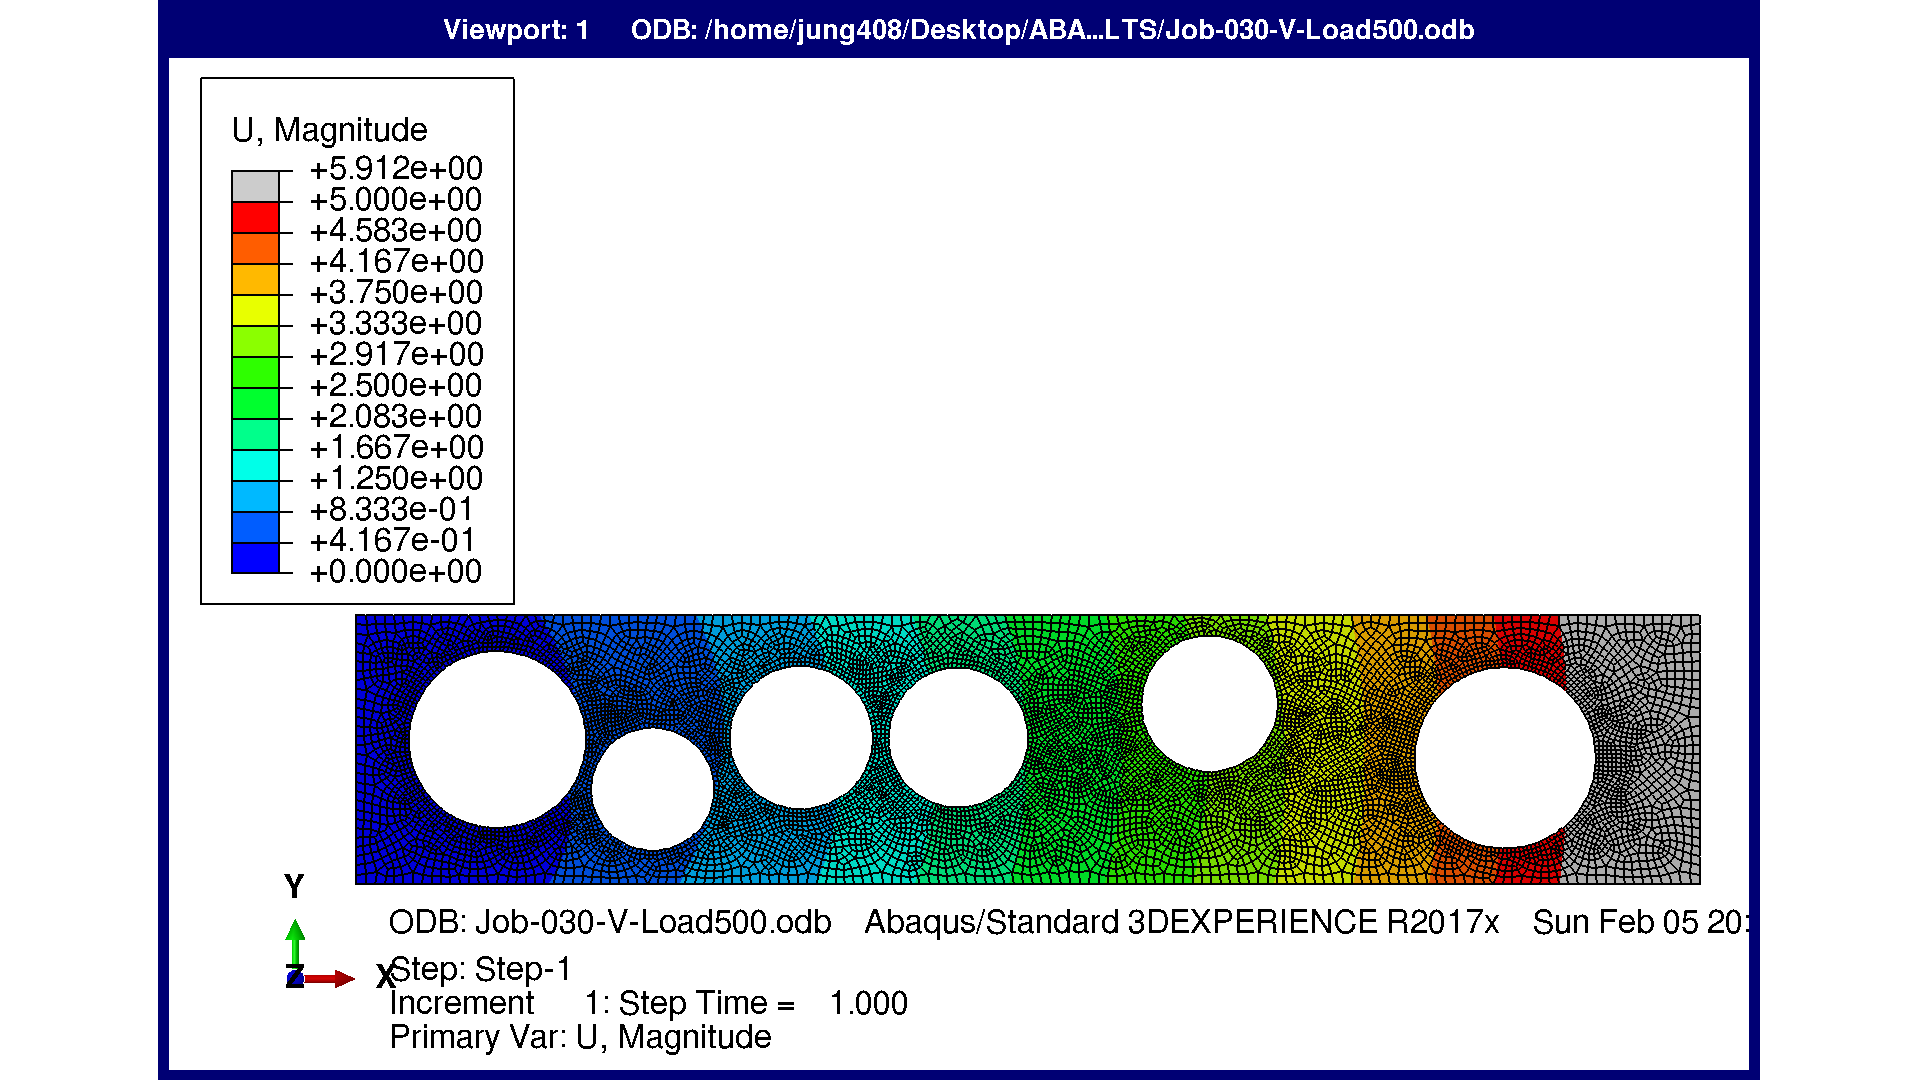 Viewport: 1 ODB: /home/jung408/Desktop/ABA...LTS/Job-030-V-Load500.odb
U, Magnitude
+5.912e+00
+5.000e+00
+4.583e+00
+4.167e+00
+3.750e+00
+3.333e+00
+2.917e+00
+2.500e+00
+2.083e+00
+1.667e+00
+1.250e+00
+8.333e-01
+4.167e-01
+0.000e+00
Y
Z
X
ODB: Job-030-V-Load500.odb Abaqus/Standard 3DEXPERIENCE R2017x Sun Feb 05 20:
Step: Step-1
Increment 1: Step Time = 1.000
Primary Var: U, Magnitude